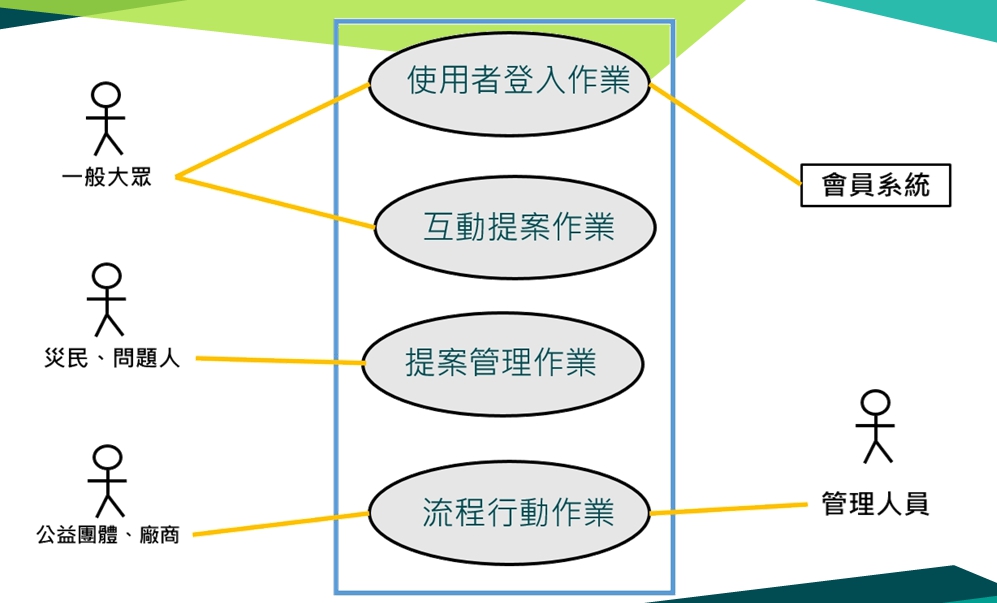 使用者登入作業
一般大眾
會員系統
互動提案作業
災民、問題人
提案管理作業
管理人員
流程行動作業
公益團體、廠商